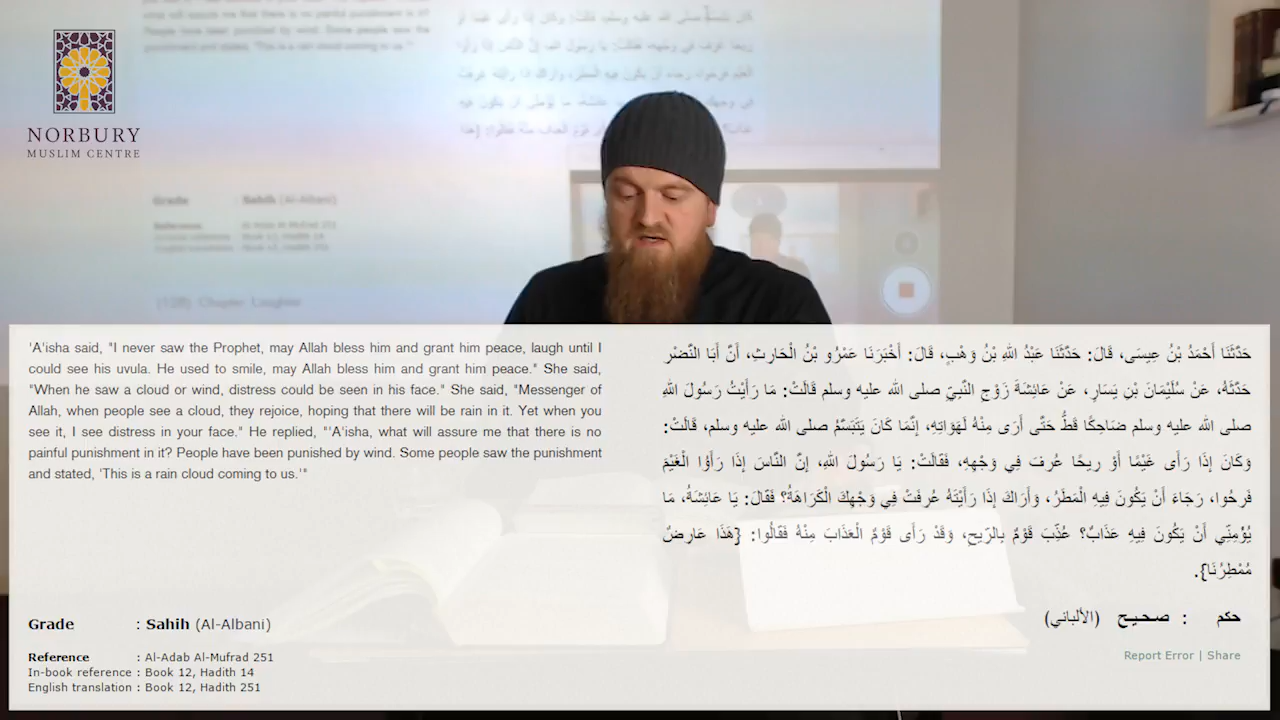 NORBURY
MUSLIM CENTRE
Grade : Sahih (Al-Albani)
'A'isha said, "I never saw the Prophet, may Allah bless him and grant him peace, laugh until I
could see his uvula. He used to smile, may Allah bless him and grant him peace." She said,
"When he saw a cloud or wind, distress could be seen in his face." She said, "Messenger of
Allah, when people see a cloud, they rejoice, hoping that there will be rain in it. Yet when you
see it, I see distress in your face." He replied, "'A'isha, what will assure me that there is no
painful punishment in it? People have been punished by wind. Some people saw the punishment
and stated, 'This is a rain cloud coming to us.'"
حَدَّثَنَا أَحْمَدُ بْنُ عِيسَى، قَالَ: حَدَّثَنَا عَبْدُ اللهِ بْنُ وَهْبٍ، قَالَ: أَخْبَرَنَا عَمْرُو بْنُ الْحَارِثِ، أَنَّ أَبَا النَّضْرِ
حَدَّثَهُ، عَنْ سُلَيْمَانَ بْنِ يَسَارٍ، عَنْ عَائِشَةَ زَوْجِ النَّبِيِّ صلى الله عليه وسلم قَالَتْ: مَا رَأَيْتُ رَسُولَ اللهِ
صلى الله عليه وسلم ضَاحِكًا قَطُّ حَتَّى أَرَى مِنْهُ لَهَوَاتِهِ، إِنَّمَا كَانَ يَتَبَسَّمُ صلى الله عليه وسلم، قَالَتْ:
وَكَانَ إِذَا رَأَى غَيْمًا أَوْ رِيحًا عُرِفَ فِي وَجْهِهِ، فَقَالَتْ: يَا رَسُولَ اللهِ، إِنَّ النَّاسَ إِذَا رَأَوُا الْغَيْمَ
فَرِحُوا، رَجَاءَ أَنْ يَكُونَ فِيهِ الْمَطَرُ، وَأَرَاكَ إِذَا رَأَيْتَهُ عُرِفَتْ فِي وَجْهِكَ الْكَرَاهَةُ؟ فَقَالَ: يَا عَائِشَةُ، مَا
يُؤْمِنِّي أَنْ يَكُونَ فِيهِ عَذَابٌ؟ عُذِّبَ قَوْمٌ بِالرِّيحِ، وَقَدْ رَأَى قَوْمٌ الْعَذَابَ مِنْهُ فَقَالُوا: {هَذَا عَارِضٌ
مُمْطِرُنَا}.
Grade : Sahih (Al-Albani)
حكم : صحيح (الألباني)
Reference : Al-Adab Al-Mufrad 251
In-book reference : Book 12, Hadith 14
English translation : Book 12, Hadith 251
Report Error | Share